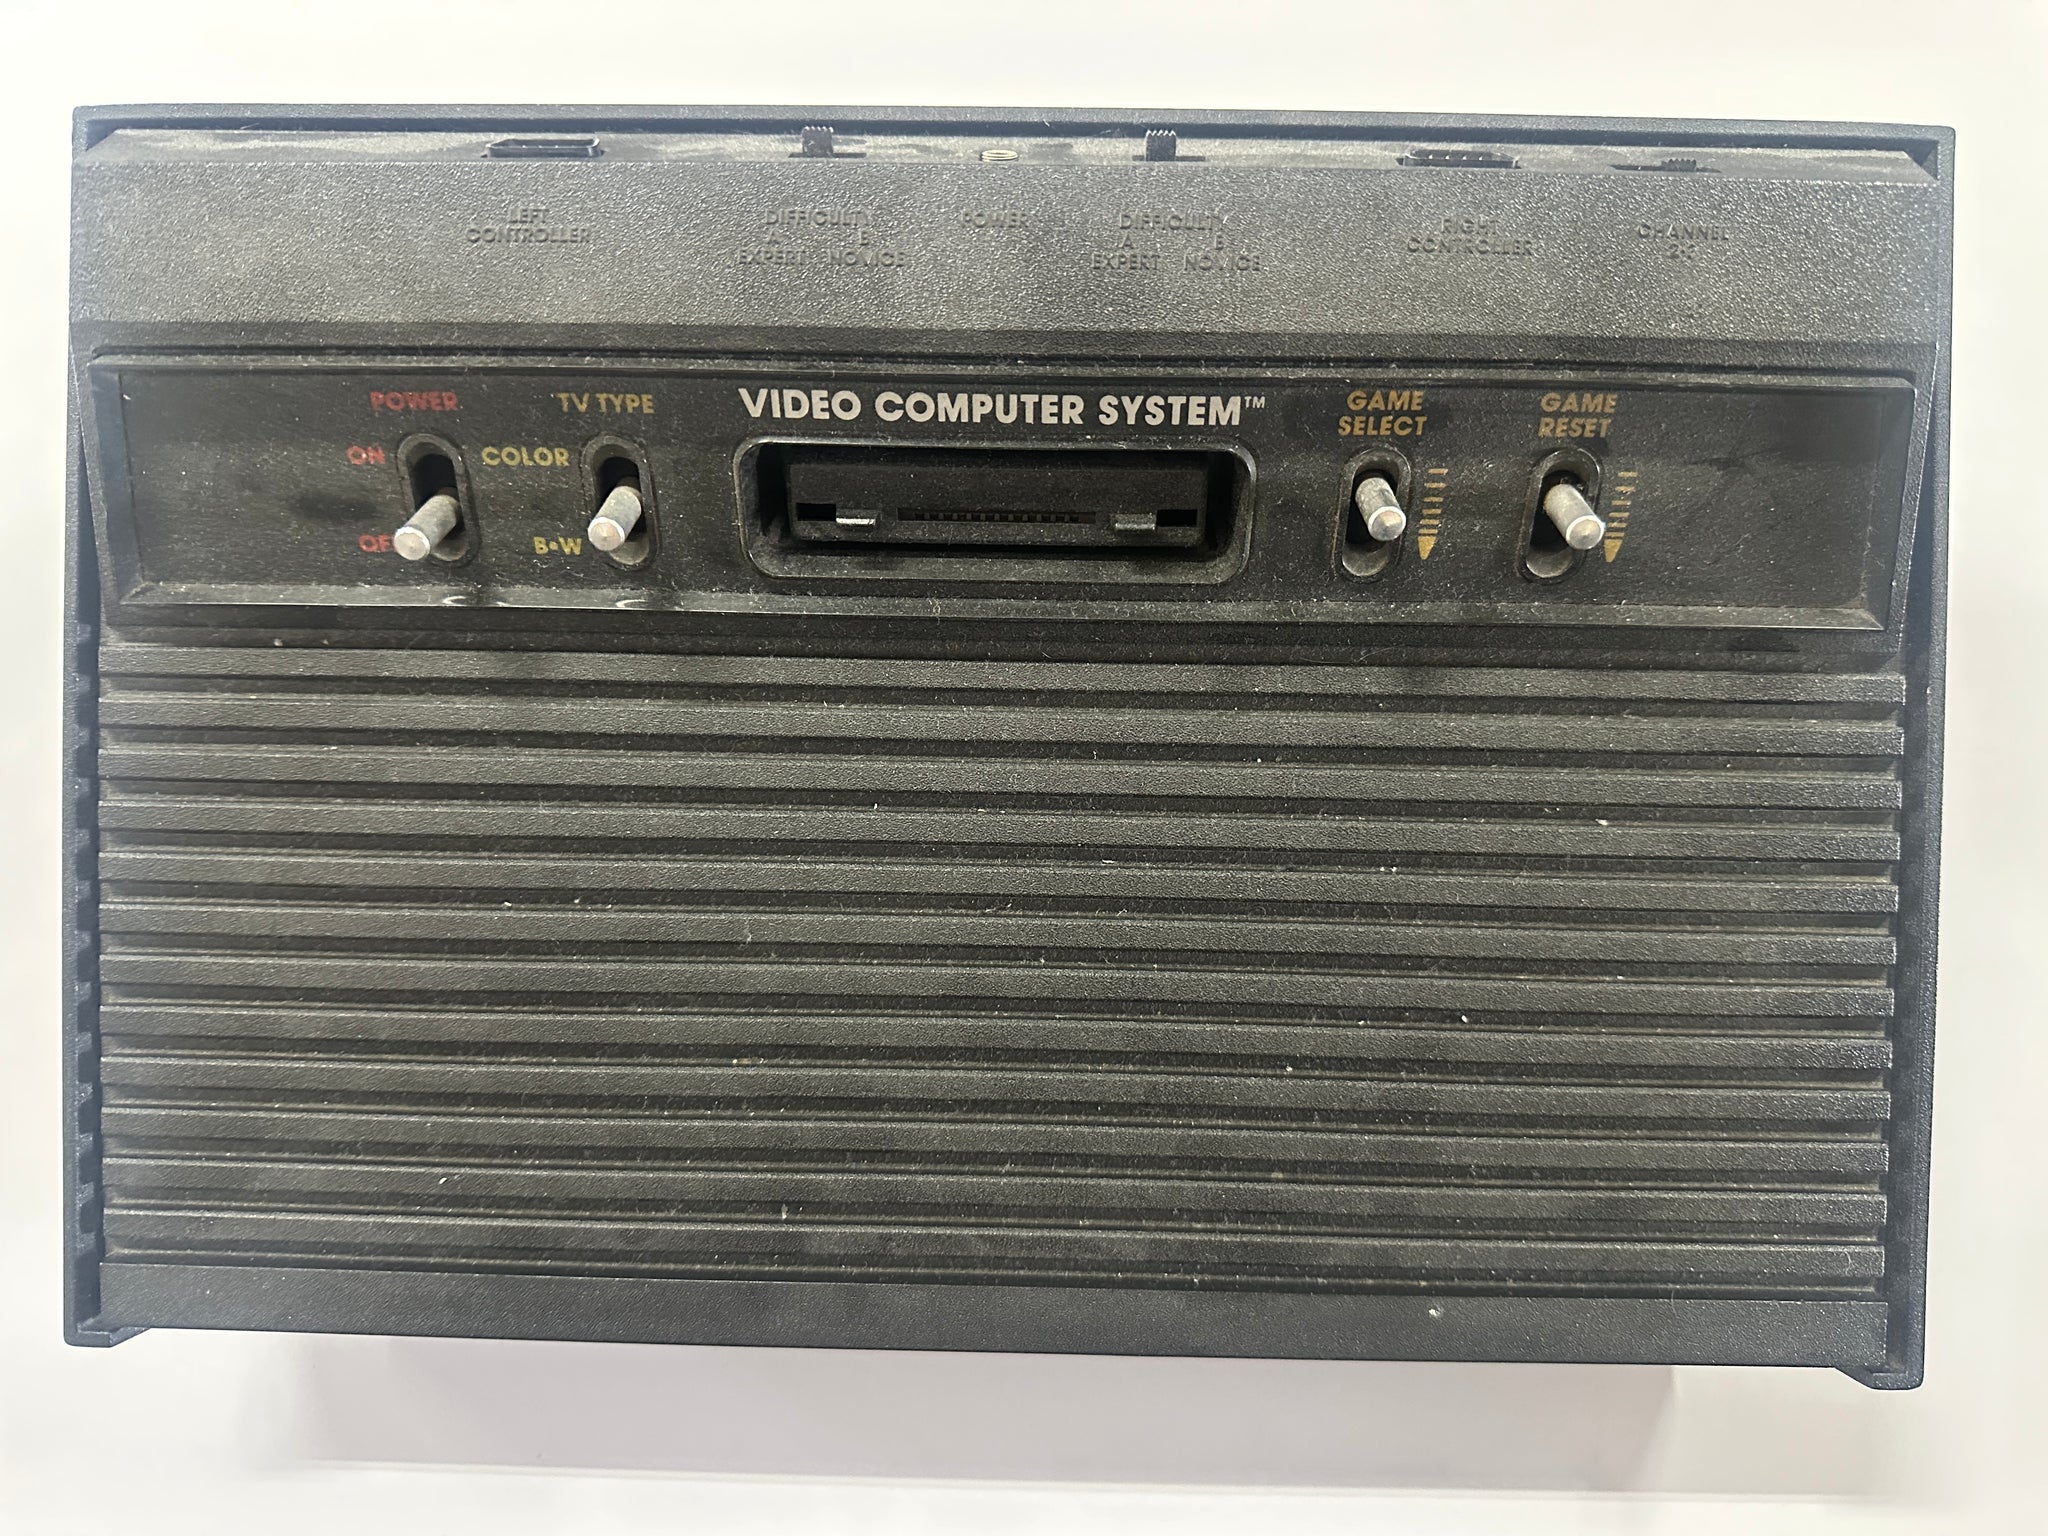 LEFT
CONTROLLER
DIFFICULTY
A B
EXPERT NOVICE
POWER
DIFFICULTY
A B
EXPERT NOVICE
RIGHT
CONTROLLER
CHANNEL
POWER
ON
TV TYPE
COLOR
B•W
VIDEO COMPUTER SYSTEM™
GAME
SELECT
GAME
RESET